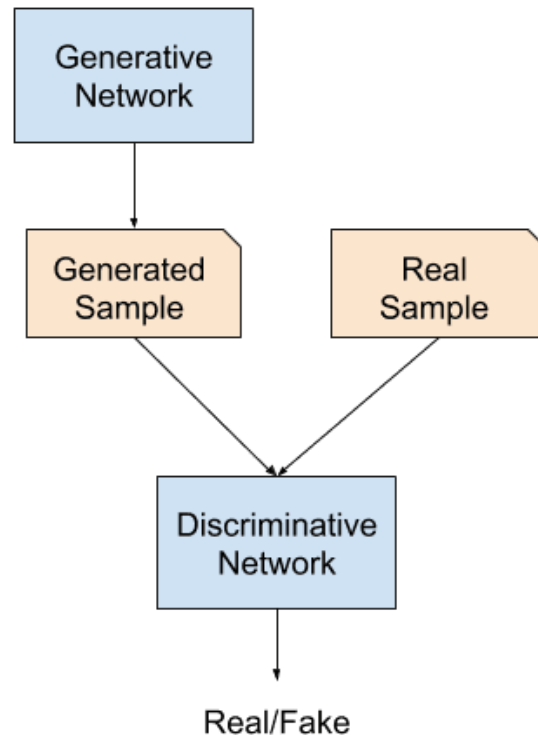 Generative
Network
Generated
Sample
Real
Sample
Discriminative
Network
Real/Fake